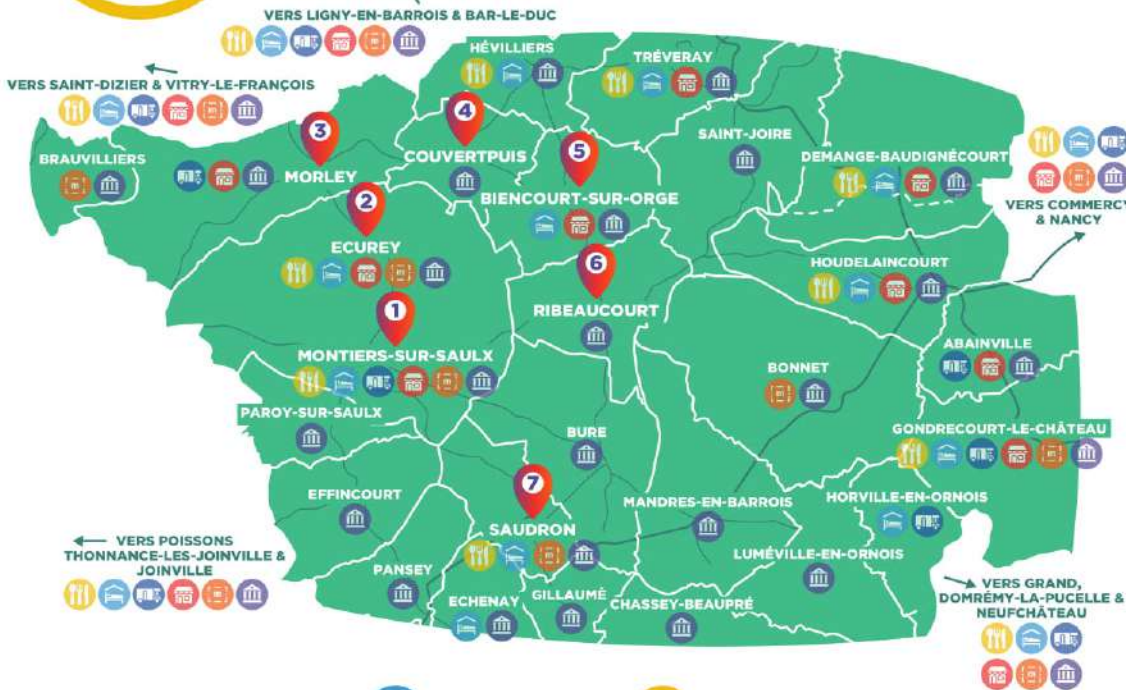 VERS LIGNY-EN-BARROIS & BAR-LE-DUC
HÉVILLIERS
TRÉVERAY
VERS SAINT-DIZIER & VITRY-LE-FRANÇOIS
BRAUVILLIERS
3
MORLEY
4
COUVERTPUIS
5
BIENCOURT-SUR-ORGE
SAINT-JOIRE
DEMANGE-BAUDIGNÉCOURT
VERS COMMERCY
& NANCY
2
ECUREY
6
RIBEAUCOURT
HOUDELAINCOURT
1
MONTIERS-SUR-SAULX
ABAINVILLE
BONNET
PAROY-SUR-SAULX
BURE
GONDRECOURT-LE-CHÂTEAU
EFFINCOURT
7
SAUDRON
MANDRES-EN-BARROIS
HORVILLE-EN-ORNOIS
VERS POISSONS
THONNANCE-LES-JOINVILLE &
JOINVILLE
PANSEY
LUMÉVILLE-EN-ORNOIS
ECHENAY
GILLAUMÉ
CHASSEY-BEAUPRÉ
VERS GRAND,
DOMRÉMY-LA-PUCELLE &
NEUFCHÂTEAU